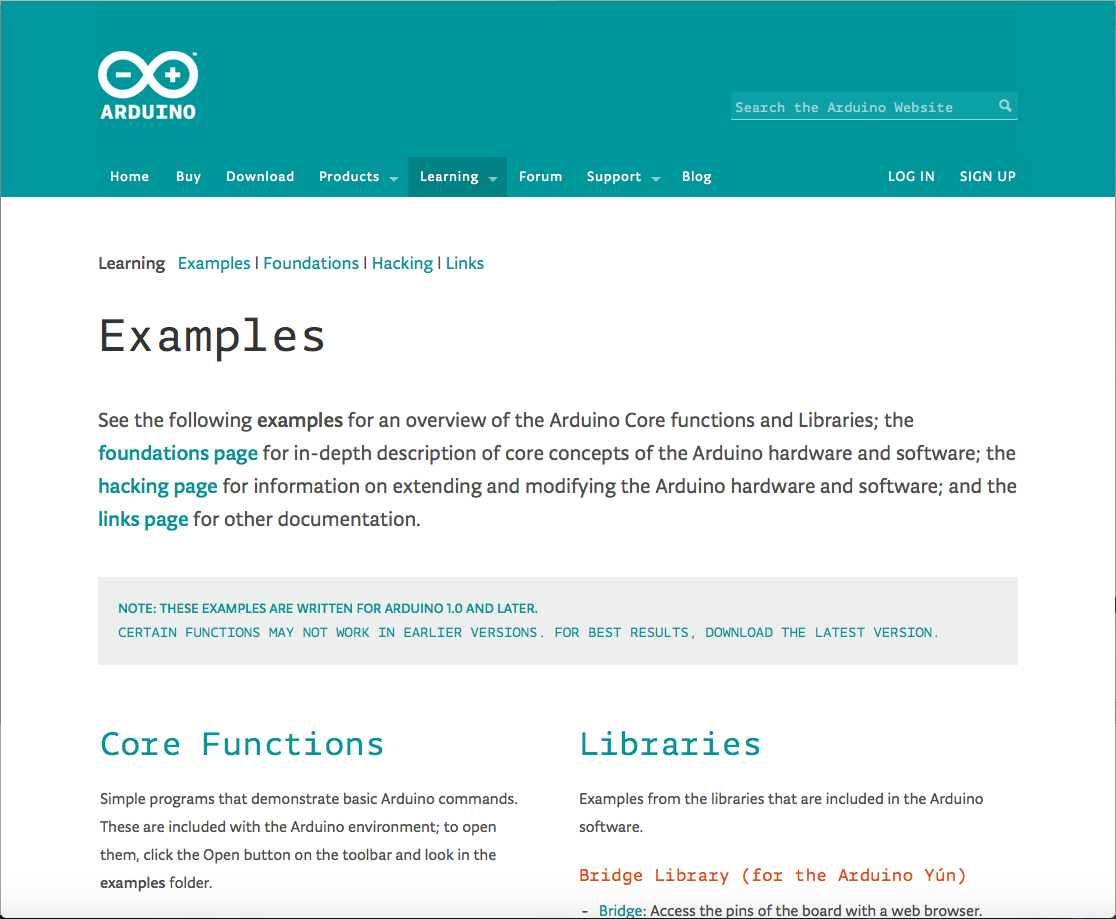 ARDUINO
Search the Arduino Website
Home Buy Download Products Learning Forum Support Blog LOG IN SIGN UP
Learning Examples | Foundations | Hacking | Links
Examples
See the following examples for an overview of the Arduino Core functions and Libraries; the
foundations page for in-depth description of core concepts of the Arduino hardware and software; the
hacking page for information on extending and modifying the Arduino hardware and software; and the
links page for other documentation.
NOTE: THESE EXAMPLES ARE WRITTEN FOR ARDUINO 1.0 AND LATER.
CERTAIN FUNCTIONS MAY NOT WORK IN EARLIER VERSIONS. FOR BEST RESULTS, DOWNLOAD THE LATEST VERSION.
Core Functions
Simple programs that demonstrate basic Arduino commands.
These are included with the Arduino environment; to open
them, click the Open button on the toolbar and look in the
examples folder.
Libraries
Examples from the libraries that are included in the Arduino
software.
Bridge Library (for the Arduino Yún)
- Bridge: Access the pins of the board with a web browser.